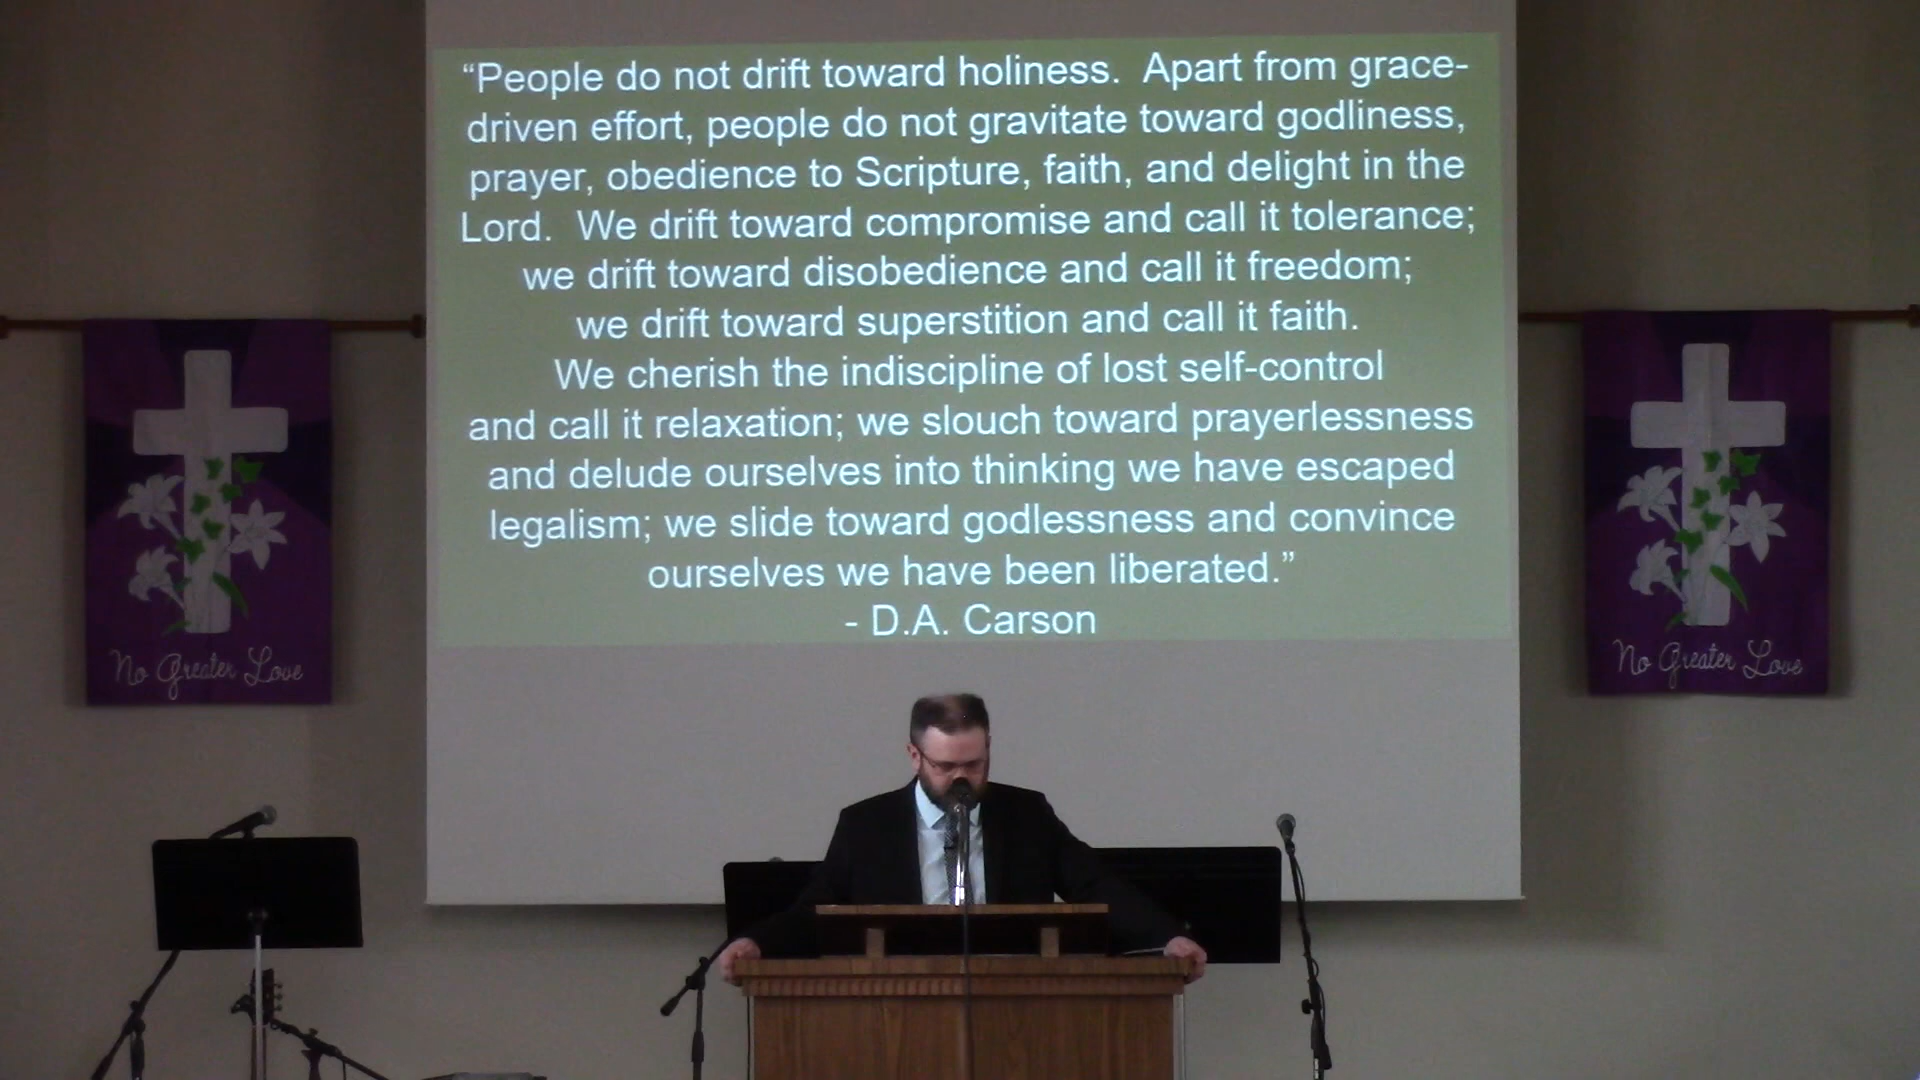 “People do not drift toward holiness.  Apart from grace-
driven effort, people do not gravitate toward godliness,
prayer, obedience to Scripture, faith, and delight in the
Lord.  We drift toward compromise and call it tolerance;
we drift toward disobedience and call it freedom;
we drift toward superstition and call it faith.
We cherish the indiscipline of lost self-control
and call it relaxation; we slouch toward prayerlessness
and delude ourselves into thinking we have escaped
legalism; we slide toward godlessness and convince
ourselves we have been liberated.”
- D.A. Carson
No Greater Love
No Greater Love